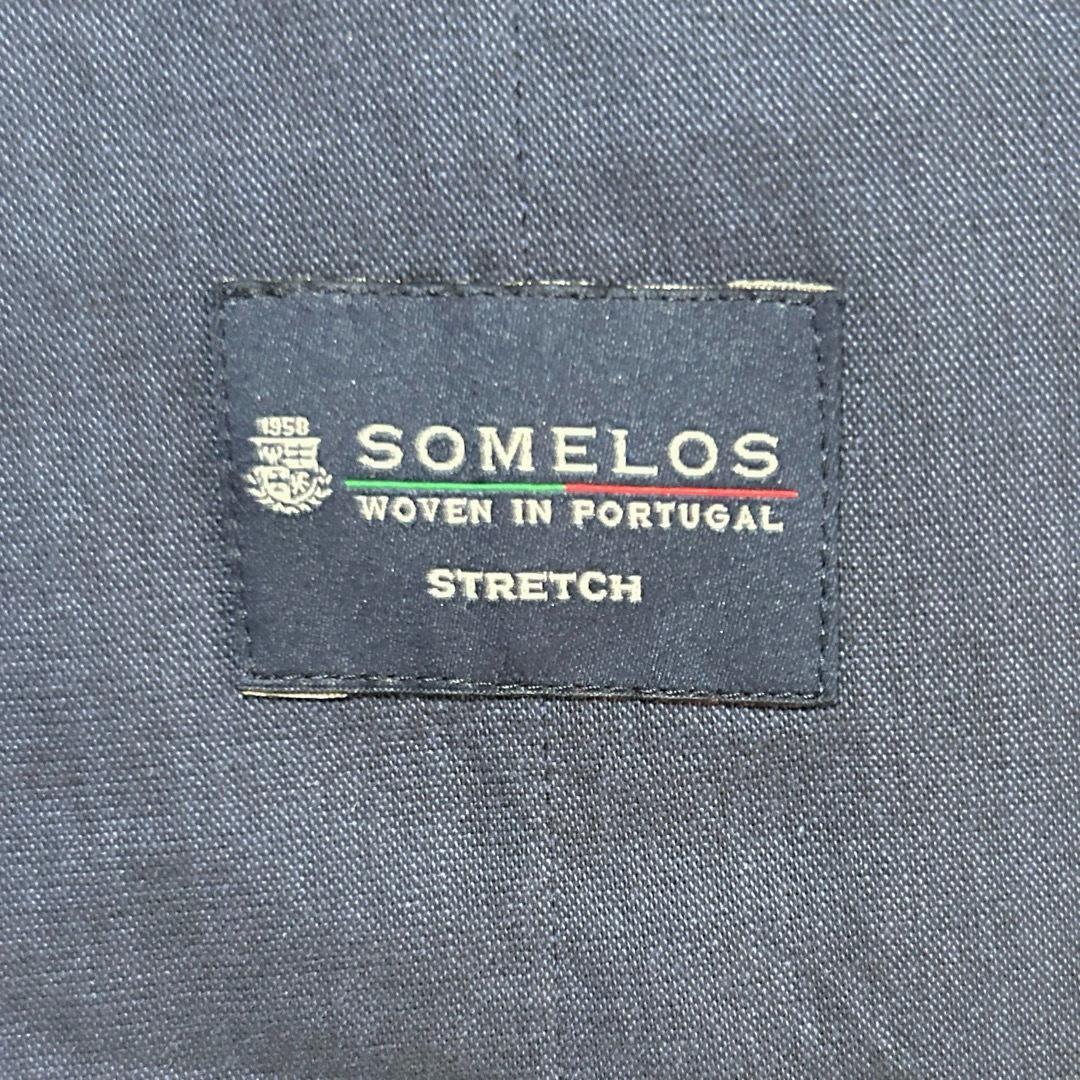 1958
SOMELOS
WOVEN IN PORTUGAL
STRETCH